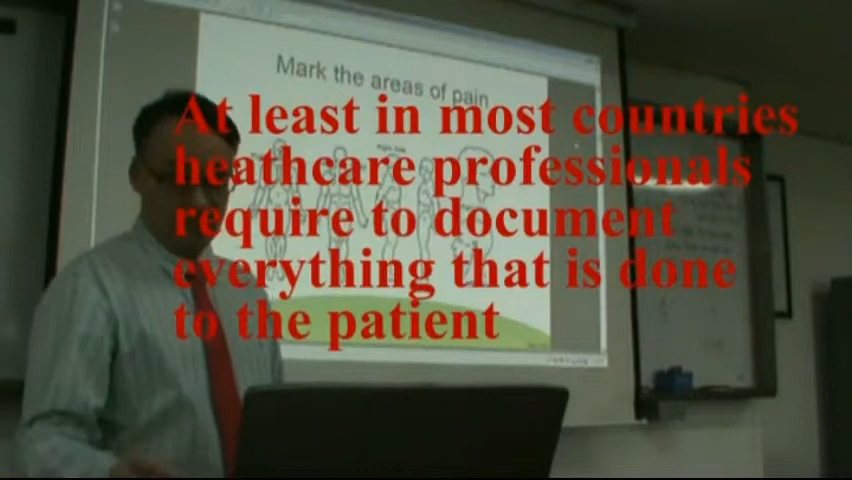 Mark the areas of pain
At least in most countries
heathcare professionals
require to document
everything that is done
to the patient